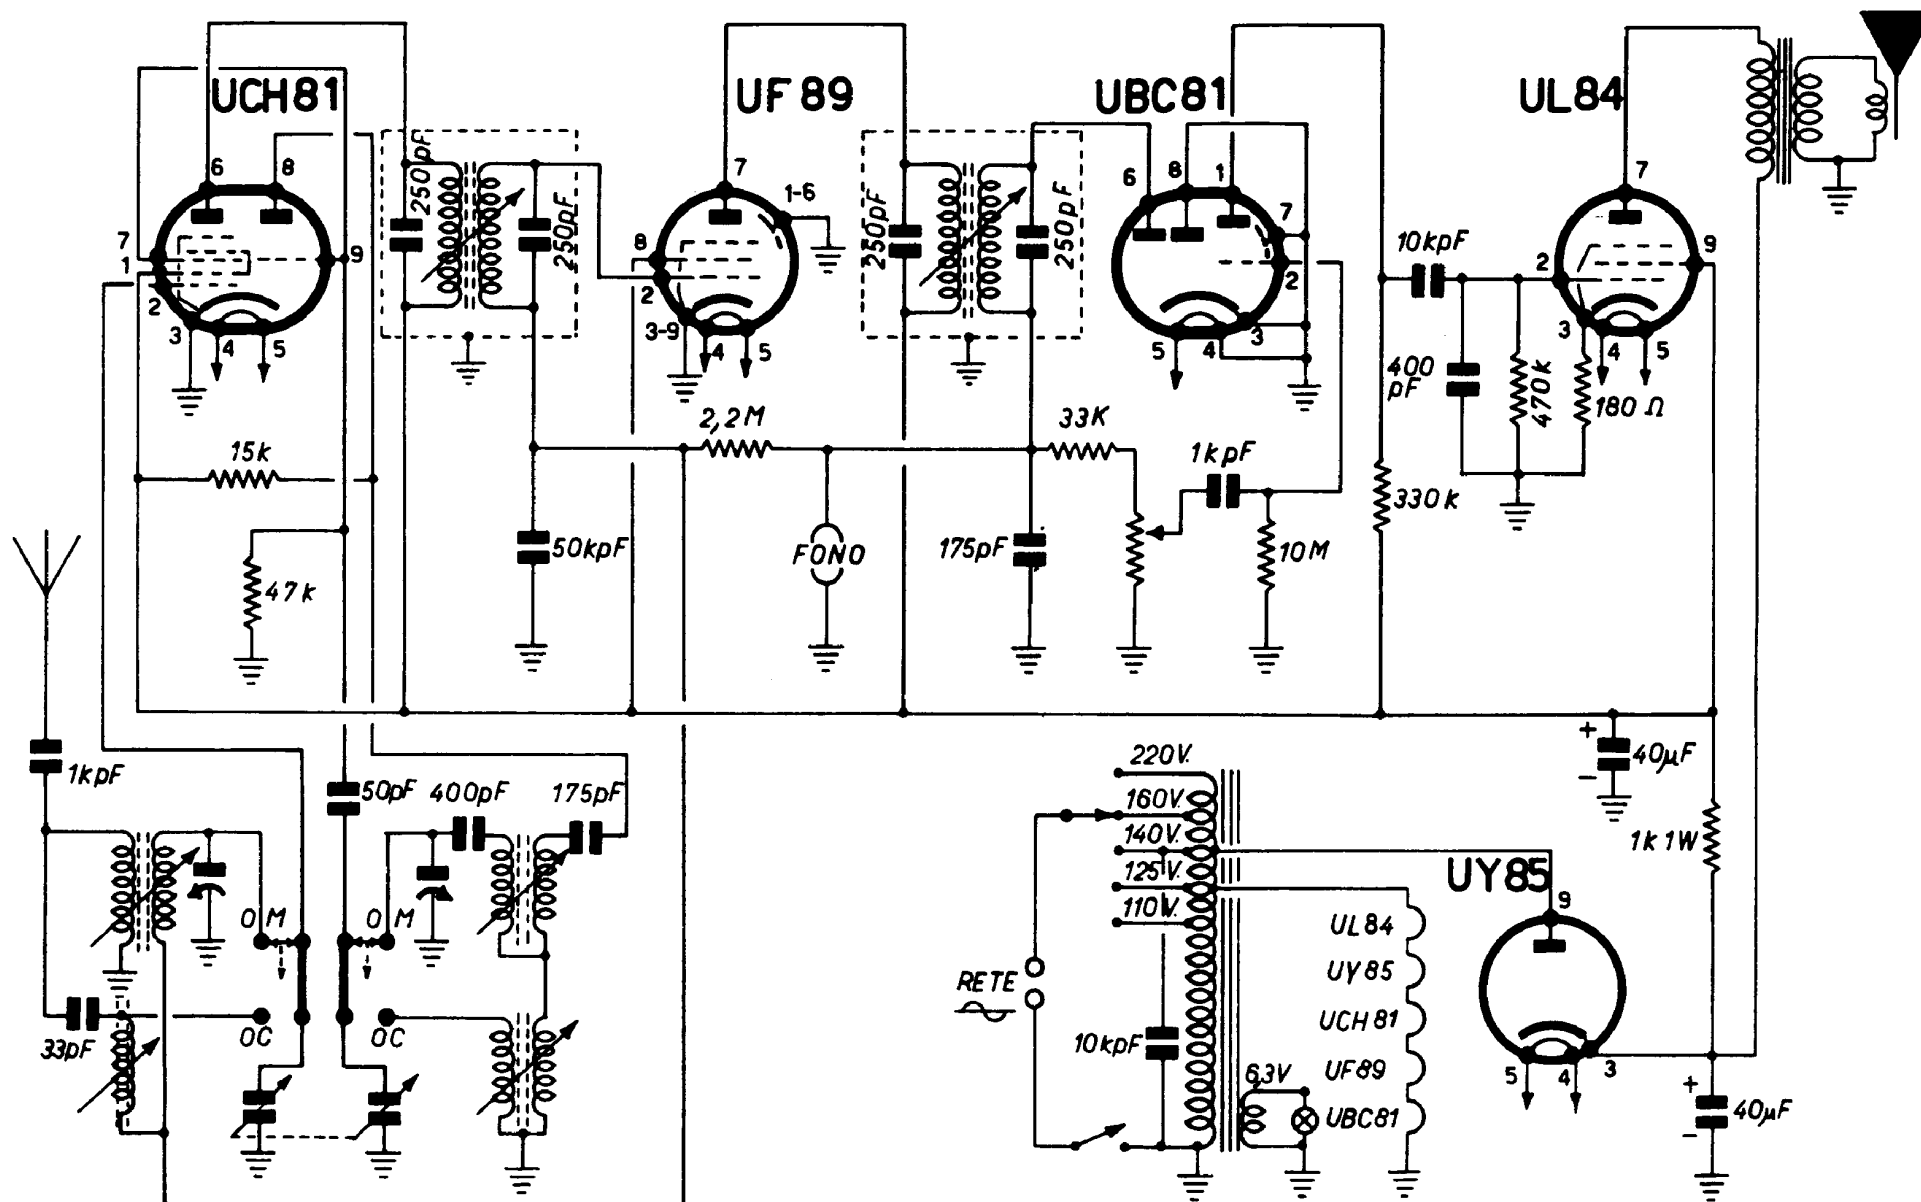 UCH81
UF 89
UBC81
UL84
6
8
7
1
9
2
3
4
5
250pF
250pF
7
1-6
8
2
3-9
4
5
250pF
250pF
6
8
1
7
2
3
4
5
10kpF
7
2
9
3
4
5
400
pF
470k
180 Ω
15k
2,2M
33K
1kpF
330k
47k
50kpF
FONO
175pF
10M
1kpF
50pF
400pF
175pF
220V.
160V.
140V.
125V.
110V.
+
40µF
-
1k 1W
UY85
9
OM
OM
OC
OC
33pF
RETE
10kpF
6,3V
UL84
UY85
UCH81
UF89
UBC81
5
4
3
+
40µF
-